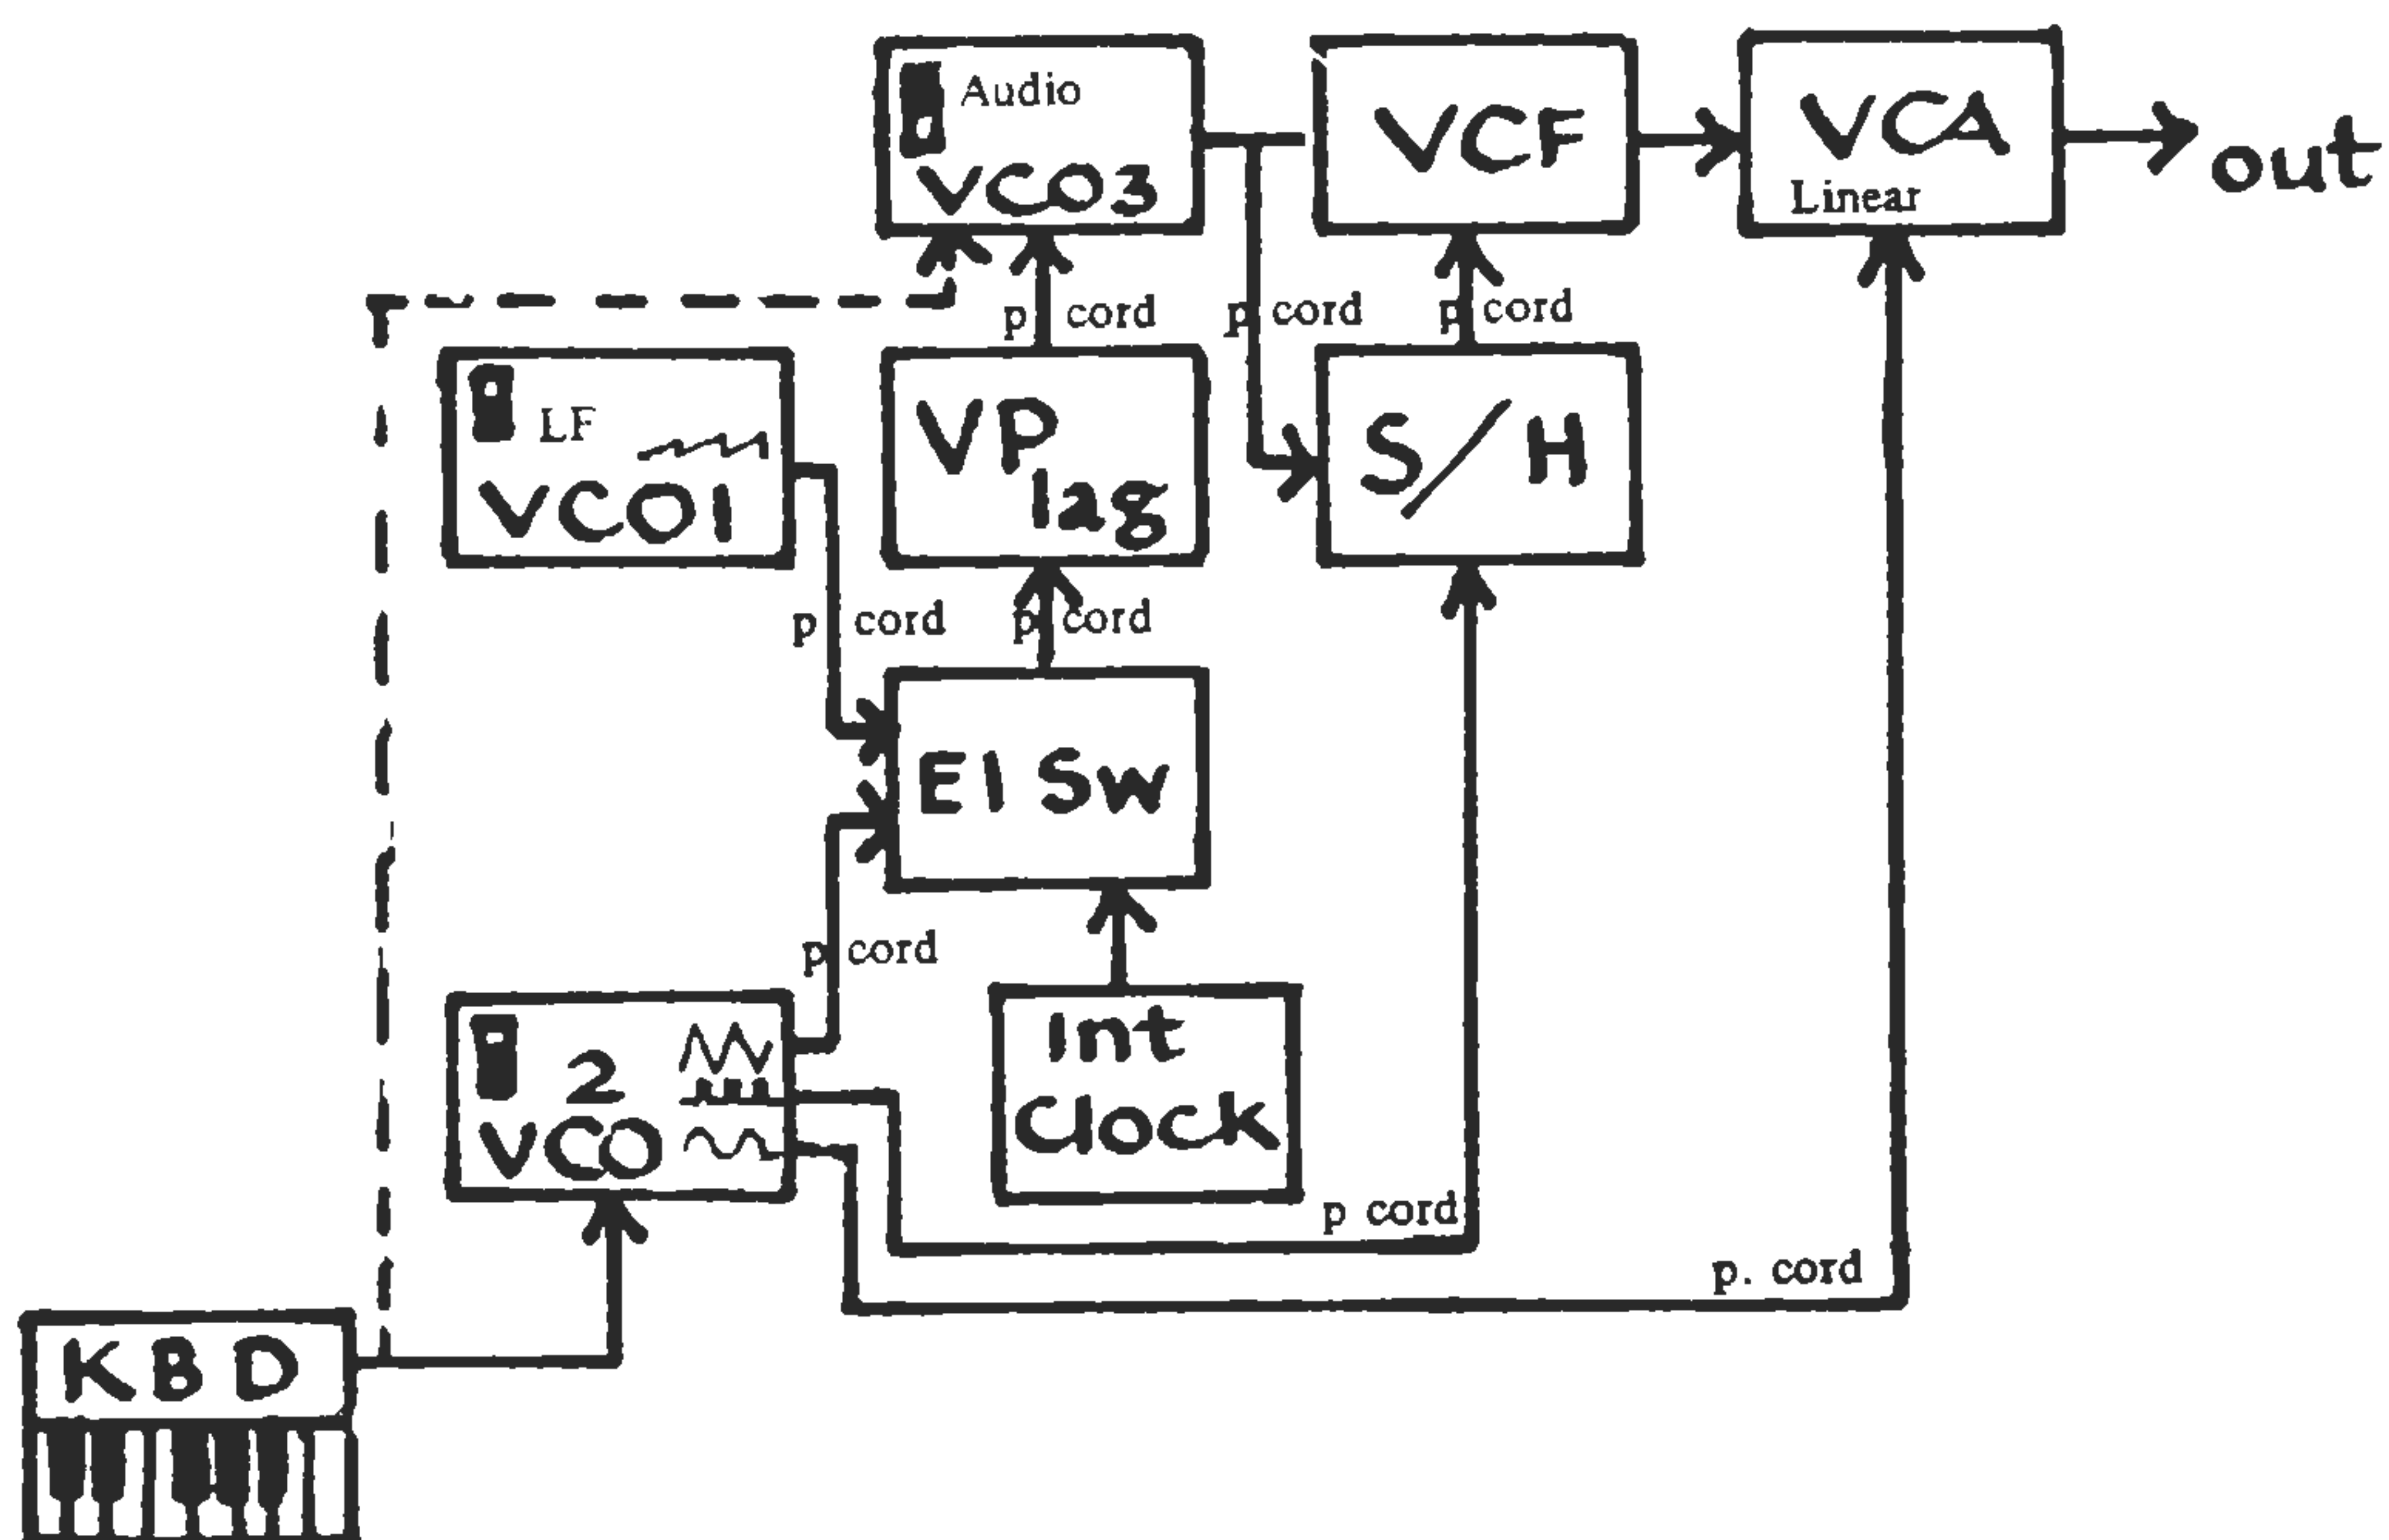 Audio
VCO3
VCF
VCA
Linear
out
p cord
p cord
p cord
LF
VCO1
VP
lag
S/H
p cord
p cord
El SW
p cord
2
VCO
Int
Clock
p cord
p. cord
KBD